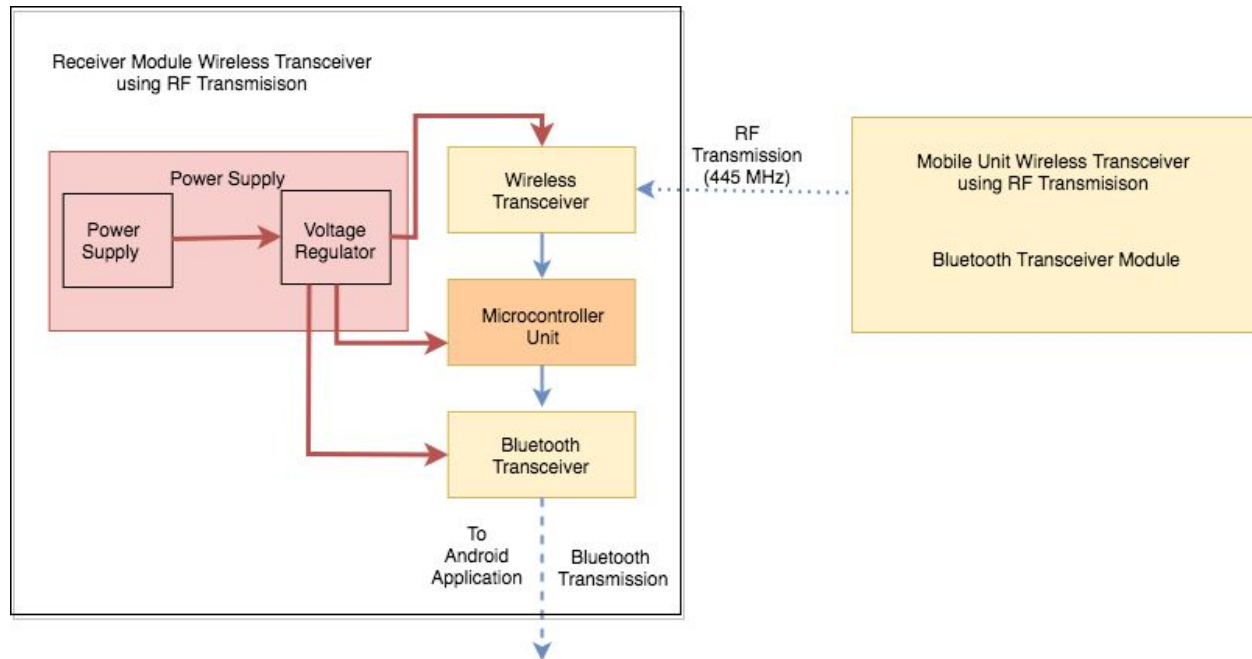 Receiver Module Wireless Transceiver
using RF Transmisison
Power Supply
Power
Supply
Voltage
Regulator
Wireless
Transceiver
Microcontroller
Unit
Bluetooth
Transceiver
To
Android
Application
Bluetooth
Transmission
RF
Transmission
(445 MHz)
Mobile Unit Wireless Transceiver
using RF Transmisison
Bluetooth Transceiver Module